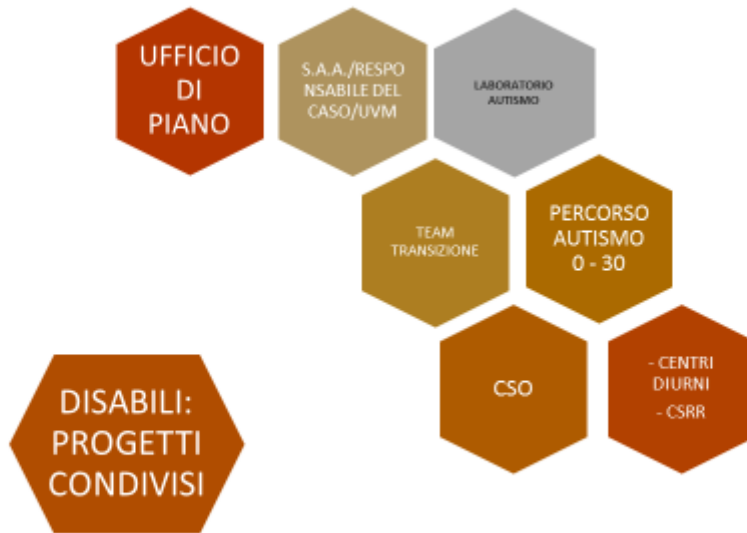 UFFICIO
DI
PIANO
S.A.A./RESPO
NSABILE DEL
CASO/UVM
LABORATORIO
AUTISMO
TEAM
TRANSIZIONE
PERCORSO
AUTISMO
0 - 30
CSO
- CENTRI
DIURNI
- CSRR
DISABILI:
PROGETTI
CONDIVISI